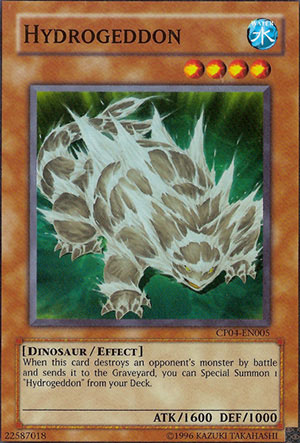 HYDROGEDDON
WATER
水
CP04-EN005
[DINOSAUR/EFFECT]
When this card destroys an opponent's monster by battle
and sends it to the Graveyard, you can Special Summon 1
"Hydrogeddon" from your Deck.
ATK/1600 DEF/1000
22587018
©1996 KAZUKI TAKAHASHI